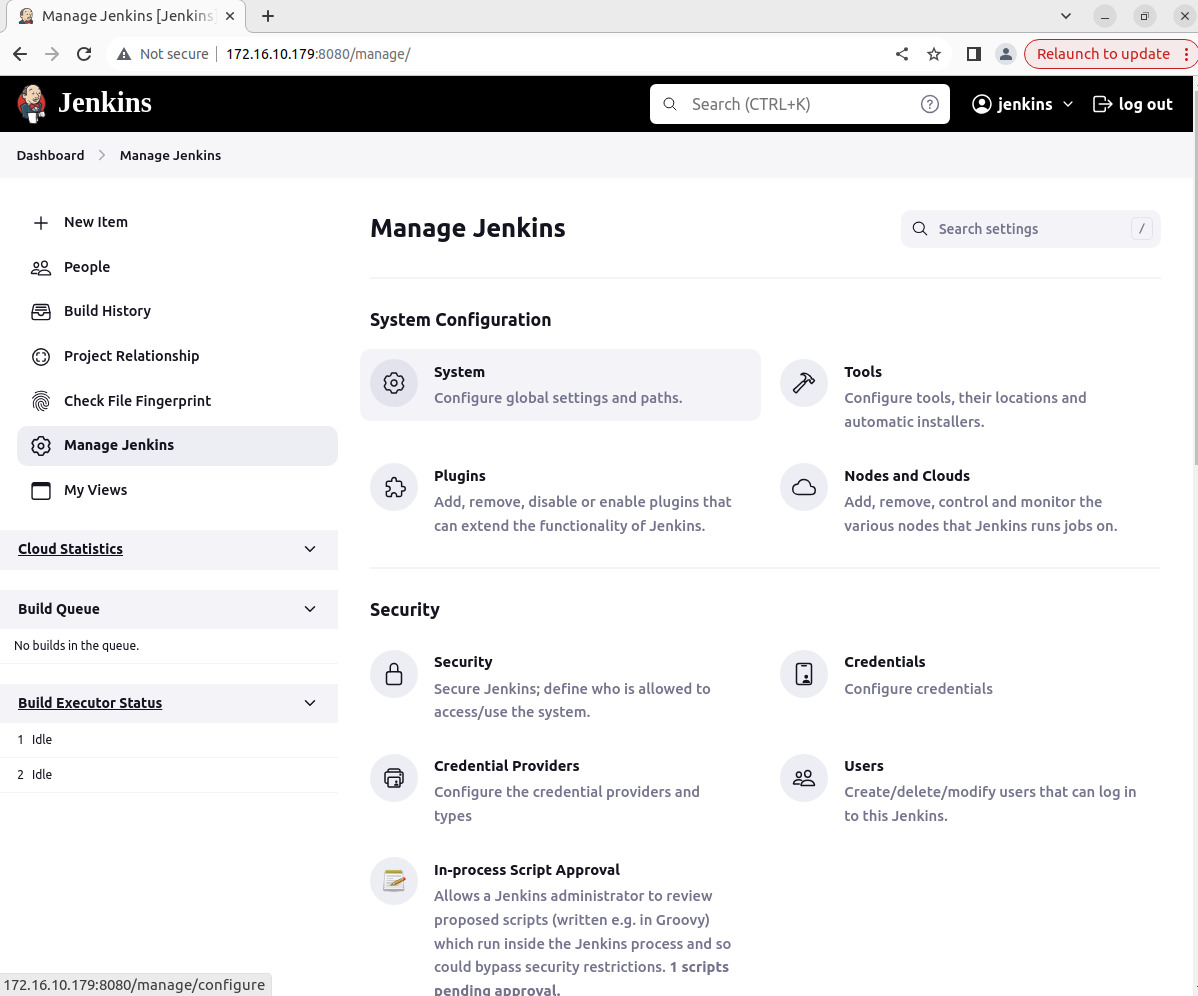 Manage Jenkins [Jenkins]
Not secure
172.16.10.179:8080/manage/
Relaunch to update
Jenkins
Search (CTRL+K)
?
jenkins
log out
Dashboard
Manage Jenkins
New Item
People
Build History
Project Relationship
Check File Fingerprint
Manage Jenkins
My Views
Cloud Statistics
Build Queue
No builds in the queue.
Build Executor Status
1 Idle
2 Idle
Manage Jenkins
Search settings
/
System Configuration
System
Configure global settings and paths.
Tools
Configure tools, their locations and
automatic installers.
Plugins
Add, remove, disable or enable plugins that
can extend the functionality of Jenkins.
Nodes and Clouds
Add, remove, control and monitor the
various nodes that Jenkins runs jobs on.
Security
Security
Secure Jenkins; define who is allowed to
access/use the system.
Credentials
Configure credentials
Credential Providers
Configure the credential providers and
types
Users
Create/delete/modify users that can log in
to this Jenkins.
In-process Script Approval
Allows a Jenkins administrator to review
proposed scripts (written e.g. in Groovy)
which run inside the Jenkins process and so
could bypass security restrictions. 1 scripts
pending approval.
172.16.10.179:8080/manage/configure